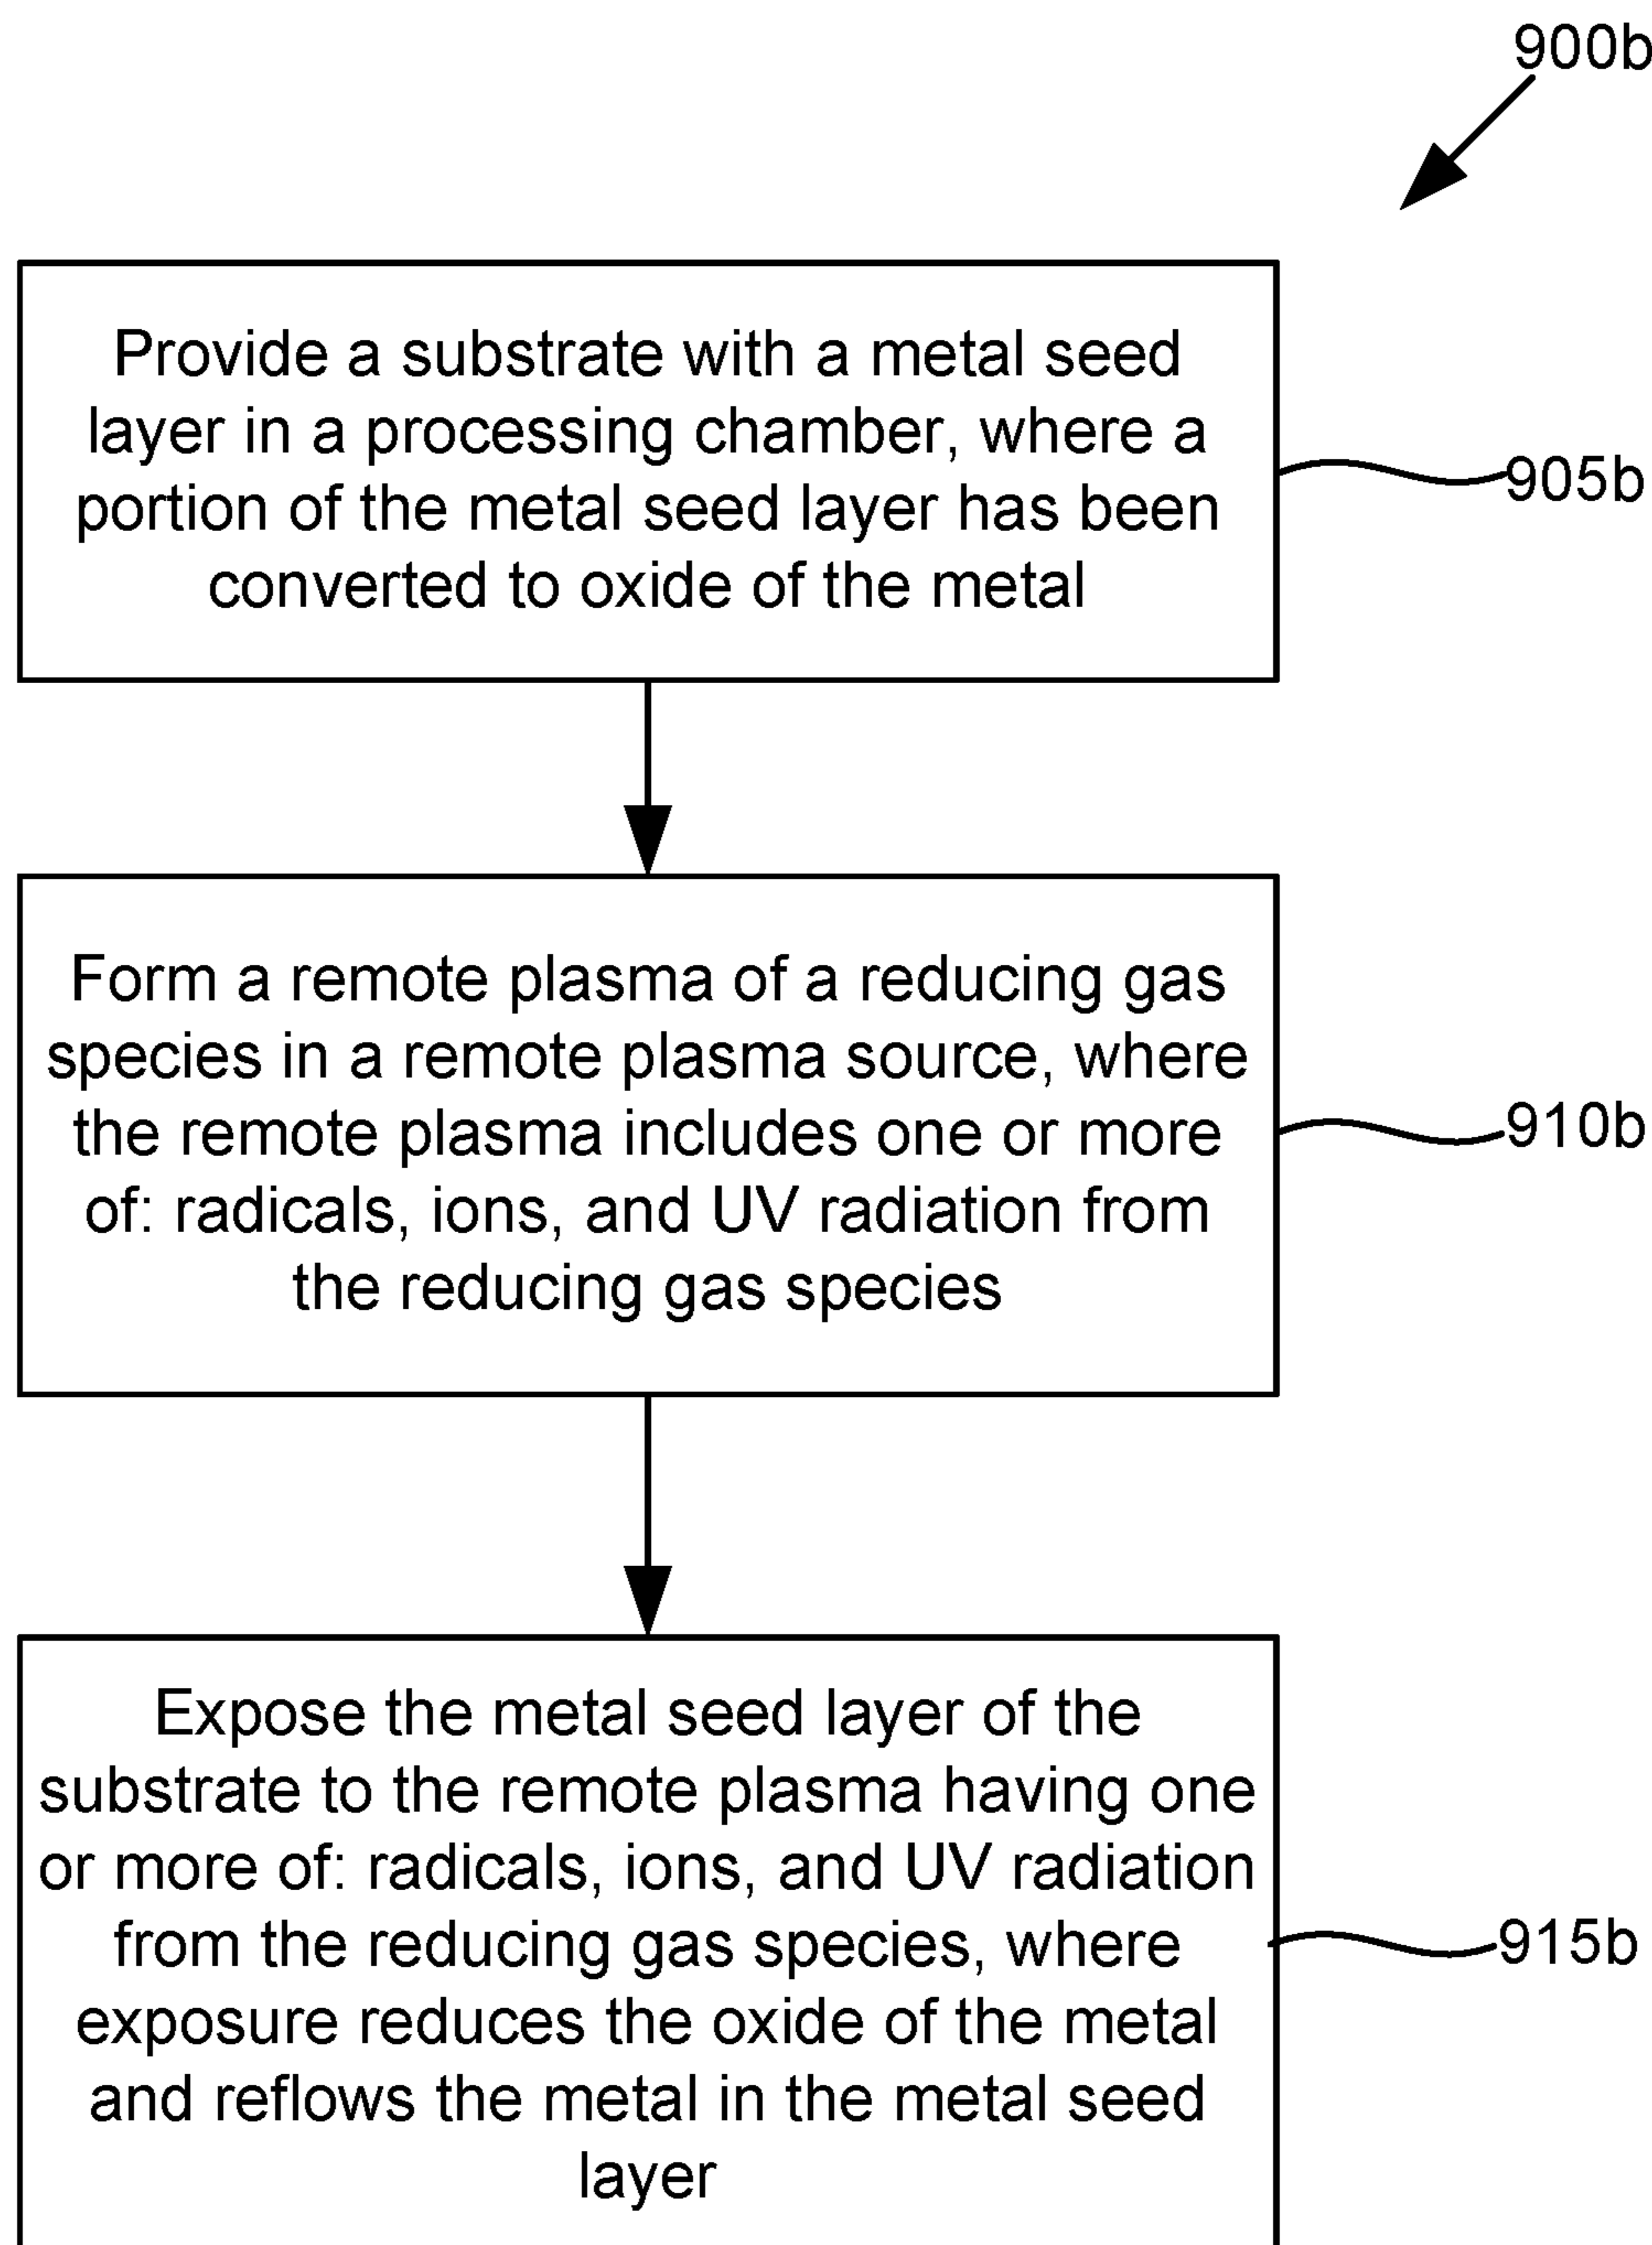 900b
Provide a substrate with a metal seed
layer in a processing chamber, where a
portion of the metal seed layer has been
converted to oxide of the metal
905b
Form a remote plasma of a reducing gas
species in a remote plasma source, where
the remote plasma includes one or more
of: radicals, ions, and UV radiation from
the reducing gas species
910b
Expose the metal seed layer of the
substrate to the remote plasma having one
or more of: radicals, ions, and UV radiation
from the reducing gas species, where
exposure reduces the oxide of the metal
and reflows the metal in the metal seed
layer
915b